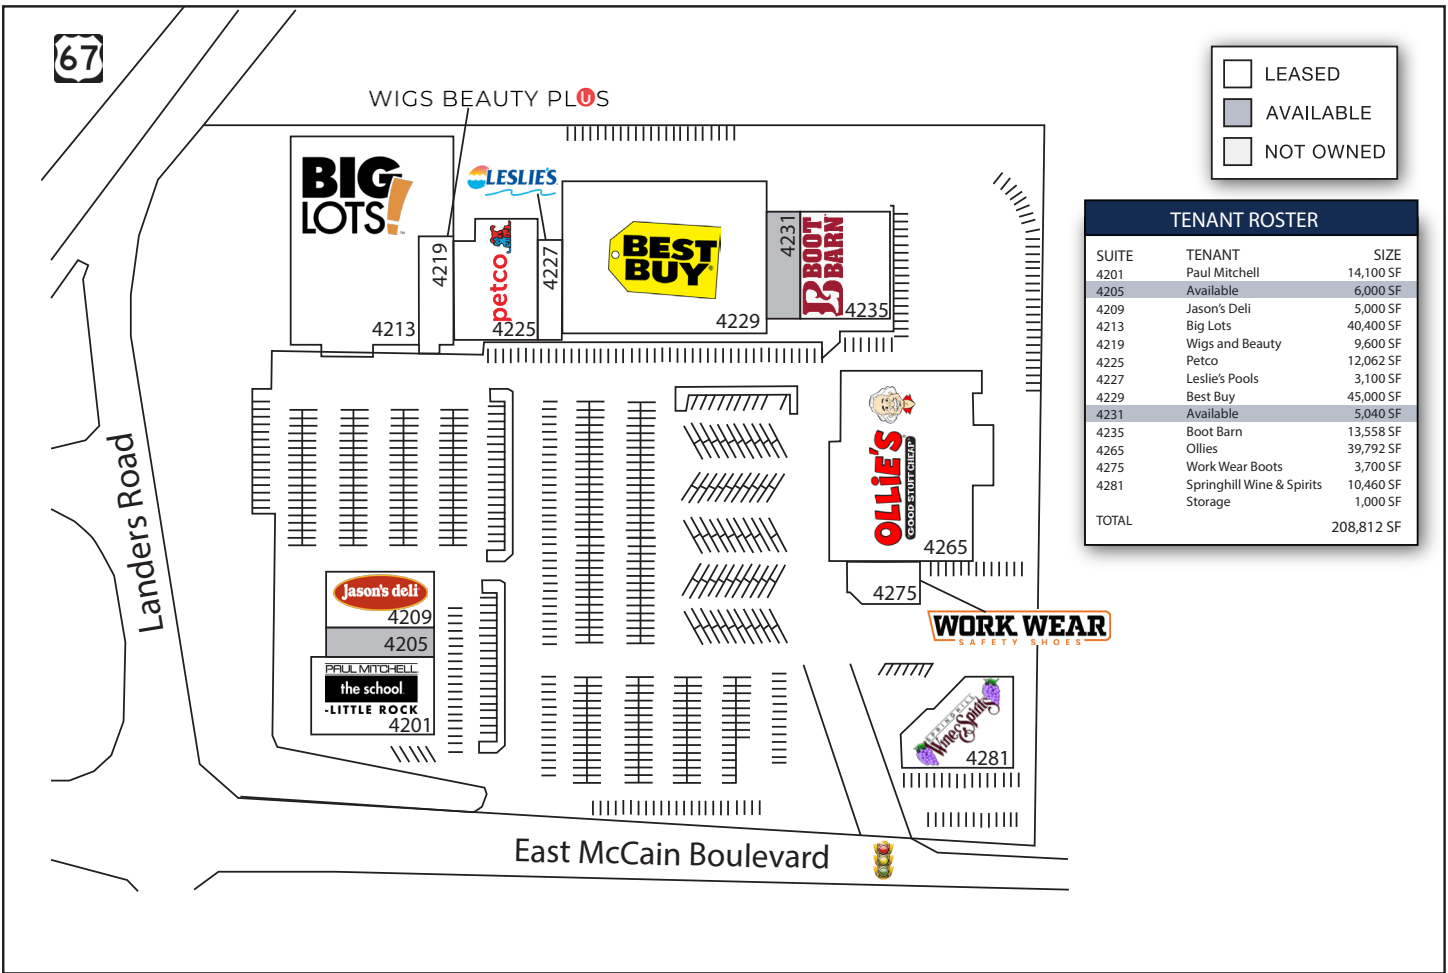 67
LEASED
AVAILABLE
NOT OWNED
WIGS BEAUTY PLUS
BIG
LOTS!
4213
4219
LESLIE'S
petco
4225
4227
BEST
BUY
4229
4231
BOOT
BARN
4235
TENANT ROSTER
SUITE TENANT SIZE
4201 Paul Mitchell 14,100 SF
4205 Available 6,000 SF
4209 Jason's Deli 5,000 SF
4213 Big Lots 40,400 SF
4219 Wigs and Beauty 9,600 SF
4225 Petco 12,062 SF
4227 Leslie's Pools 3,100 SF
4229 Best Buy 45,000 SF
4231 Available 5,040 SF
4235 Boot Barn 13,558 SF
4265 Ollies 39,792 SF
4275 Work Wear Boots 3,700 SF
4281 Springhill Wine & Spirits 10,460 SF
Storage 1,000 SF
TOTAL 208,812 SF
OLLiE'S
GOOD STUFF CHEAP
4265
4275
WORK WEAR
SAFETY SHOES
Landers Road
Jason's deli
4209
4205
PAUL MITCHELL
the school
-LITTLE ROCK
4201
SPRINGHILL
Wine & Spirits
4281
East McCain Boulevard